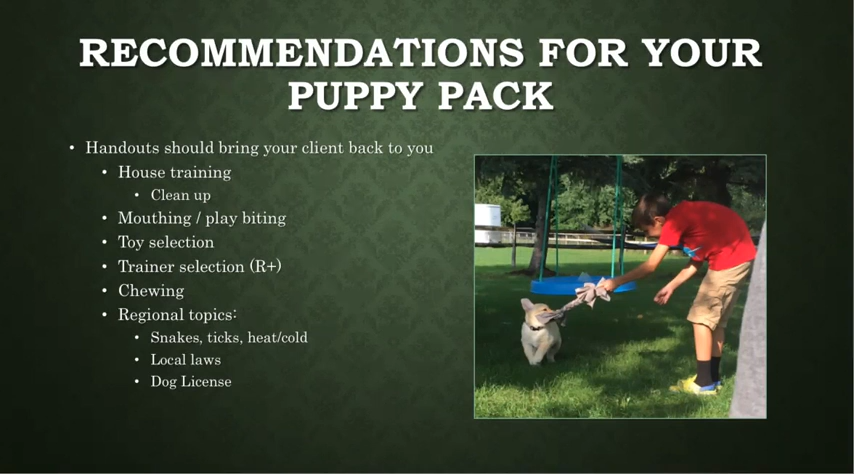 RECOMMENDATIONS FOR YOUR
PUPPY PACK
• Handouts should bring your client back to you
• House training
• Clean up
• Mouthing / play biting
• Toy selection
• Trainer selection (R+)
• Chewing
• Regional topics:
• Snakes, ticks, heat/cold
• Local laws
• Dog License